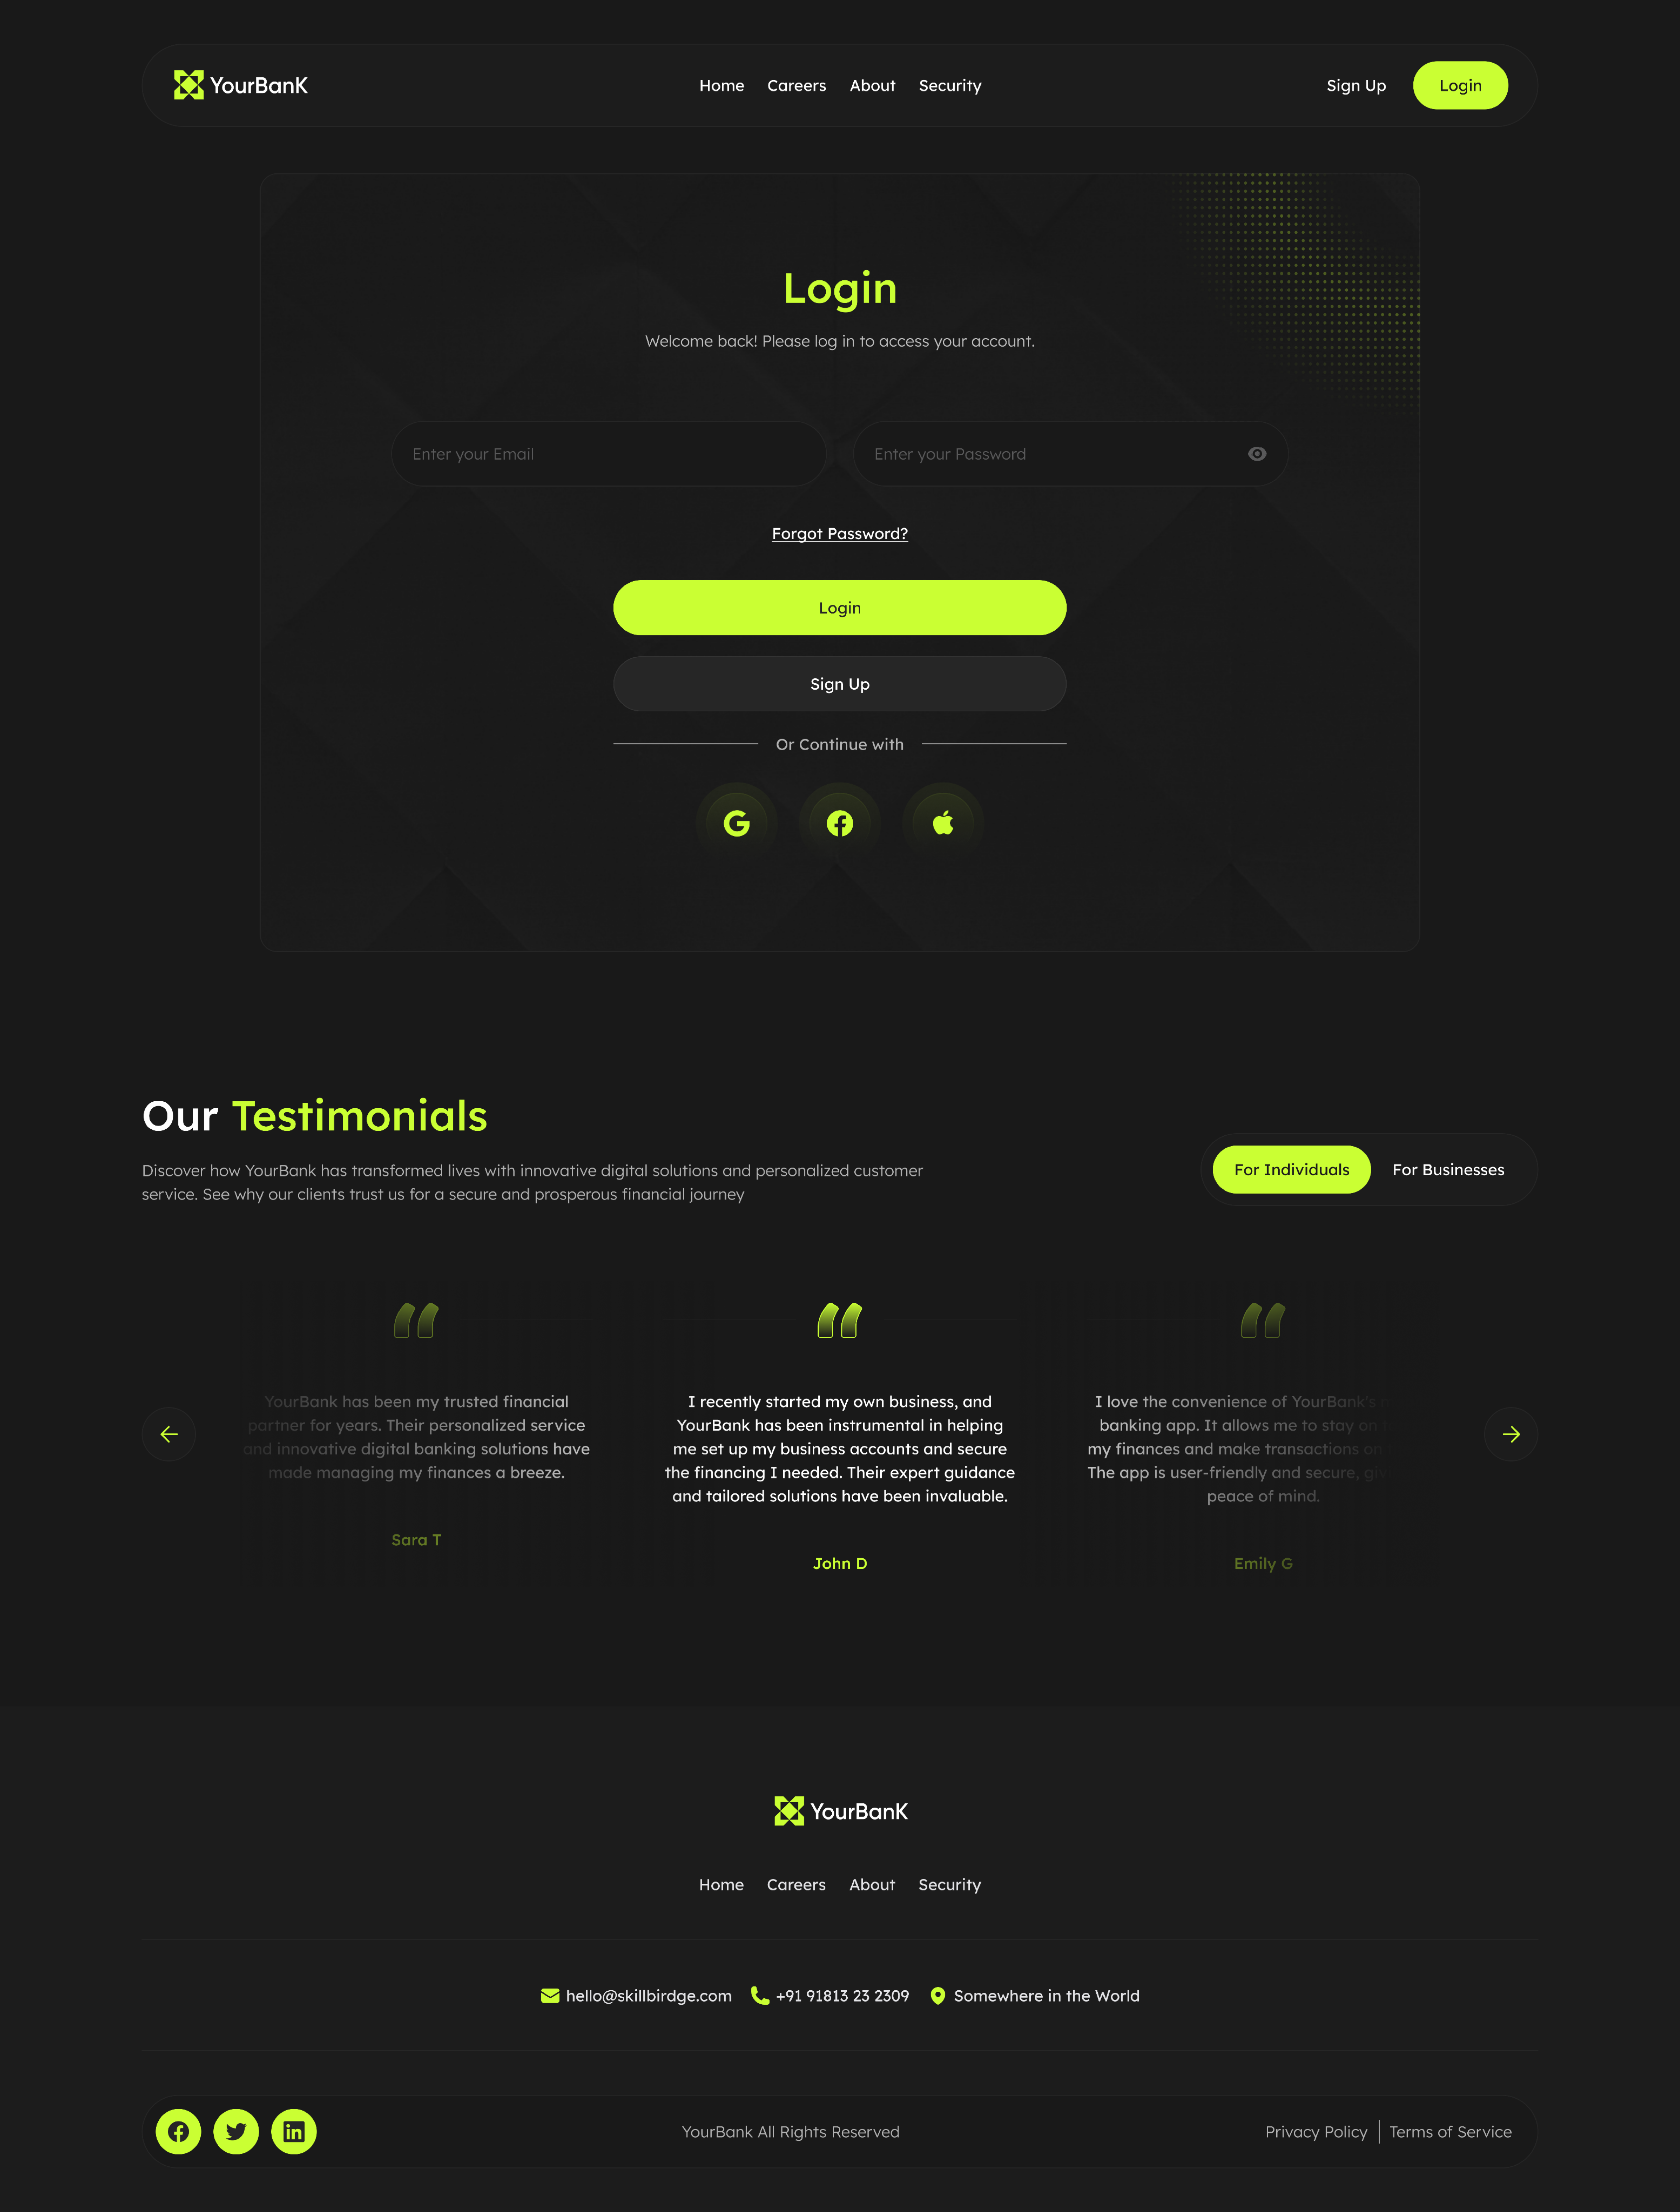 YourBanK
Home Careers About Security
Sign Up Login
Login
Welcome back! Please log in to access your account.
Enter your Email
Enter your Password
Forgot Password?
Login
Sign Up
Or Continue with
Our Testimonials
Discover how YourBank has transformed lives with innovative digital solutions and personalized customer
service. See why our clients trust us for a secure and prosperous financial journey
For Individuals For Businesses
YourBank has been my trusted financial
partner for years. Their personalized service
and innovative digital banking solutions have
made managing my finances a breeze.
Sara T
I recently started my own business, and
YourBank has been instrumental in helping
me set up my business accounts and secure
the financing I needed. Their expert guidance
and tailored solutions have been invaluable.
John D
I love the convenience of YourBank's
banking app. It allows me to stay on
my finances and make transactions on
The app is user-friendly and secure,
peace of mind.
Emily G
YourBanK
Home Careers About Security
hello@skillbirdge.com +91 91813 23 2309 Somewhere in the World
YourBank All Rights Reserved
Privacy Policy Terms of Service